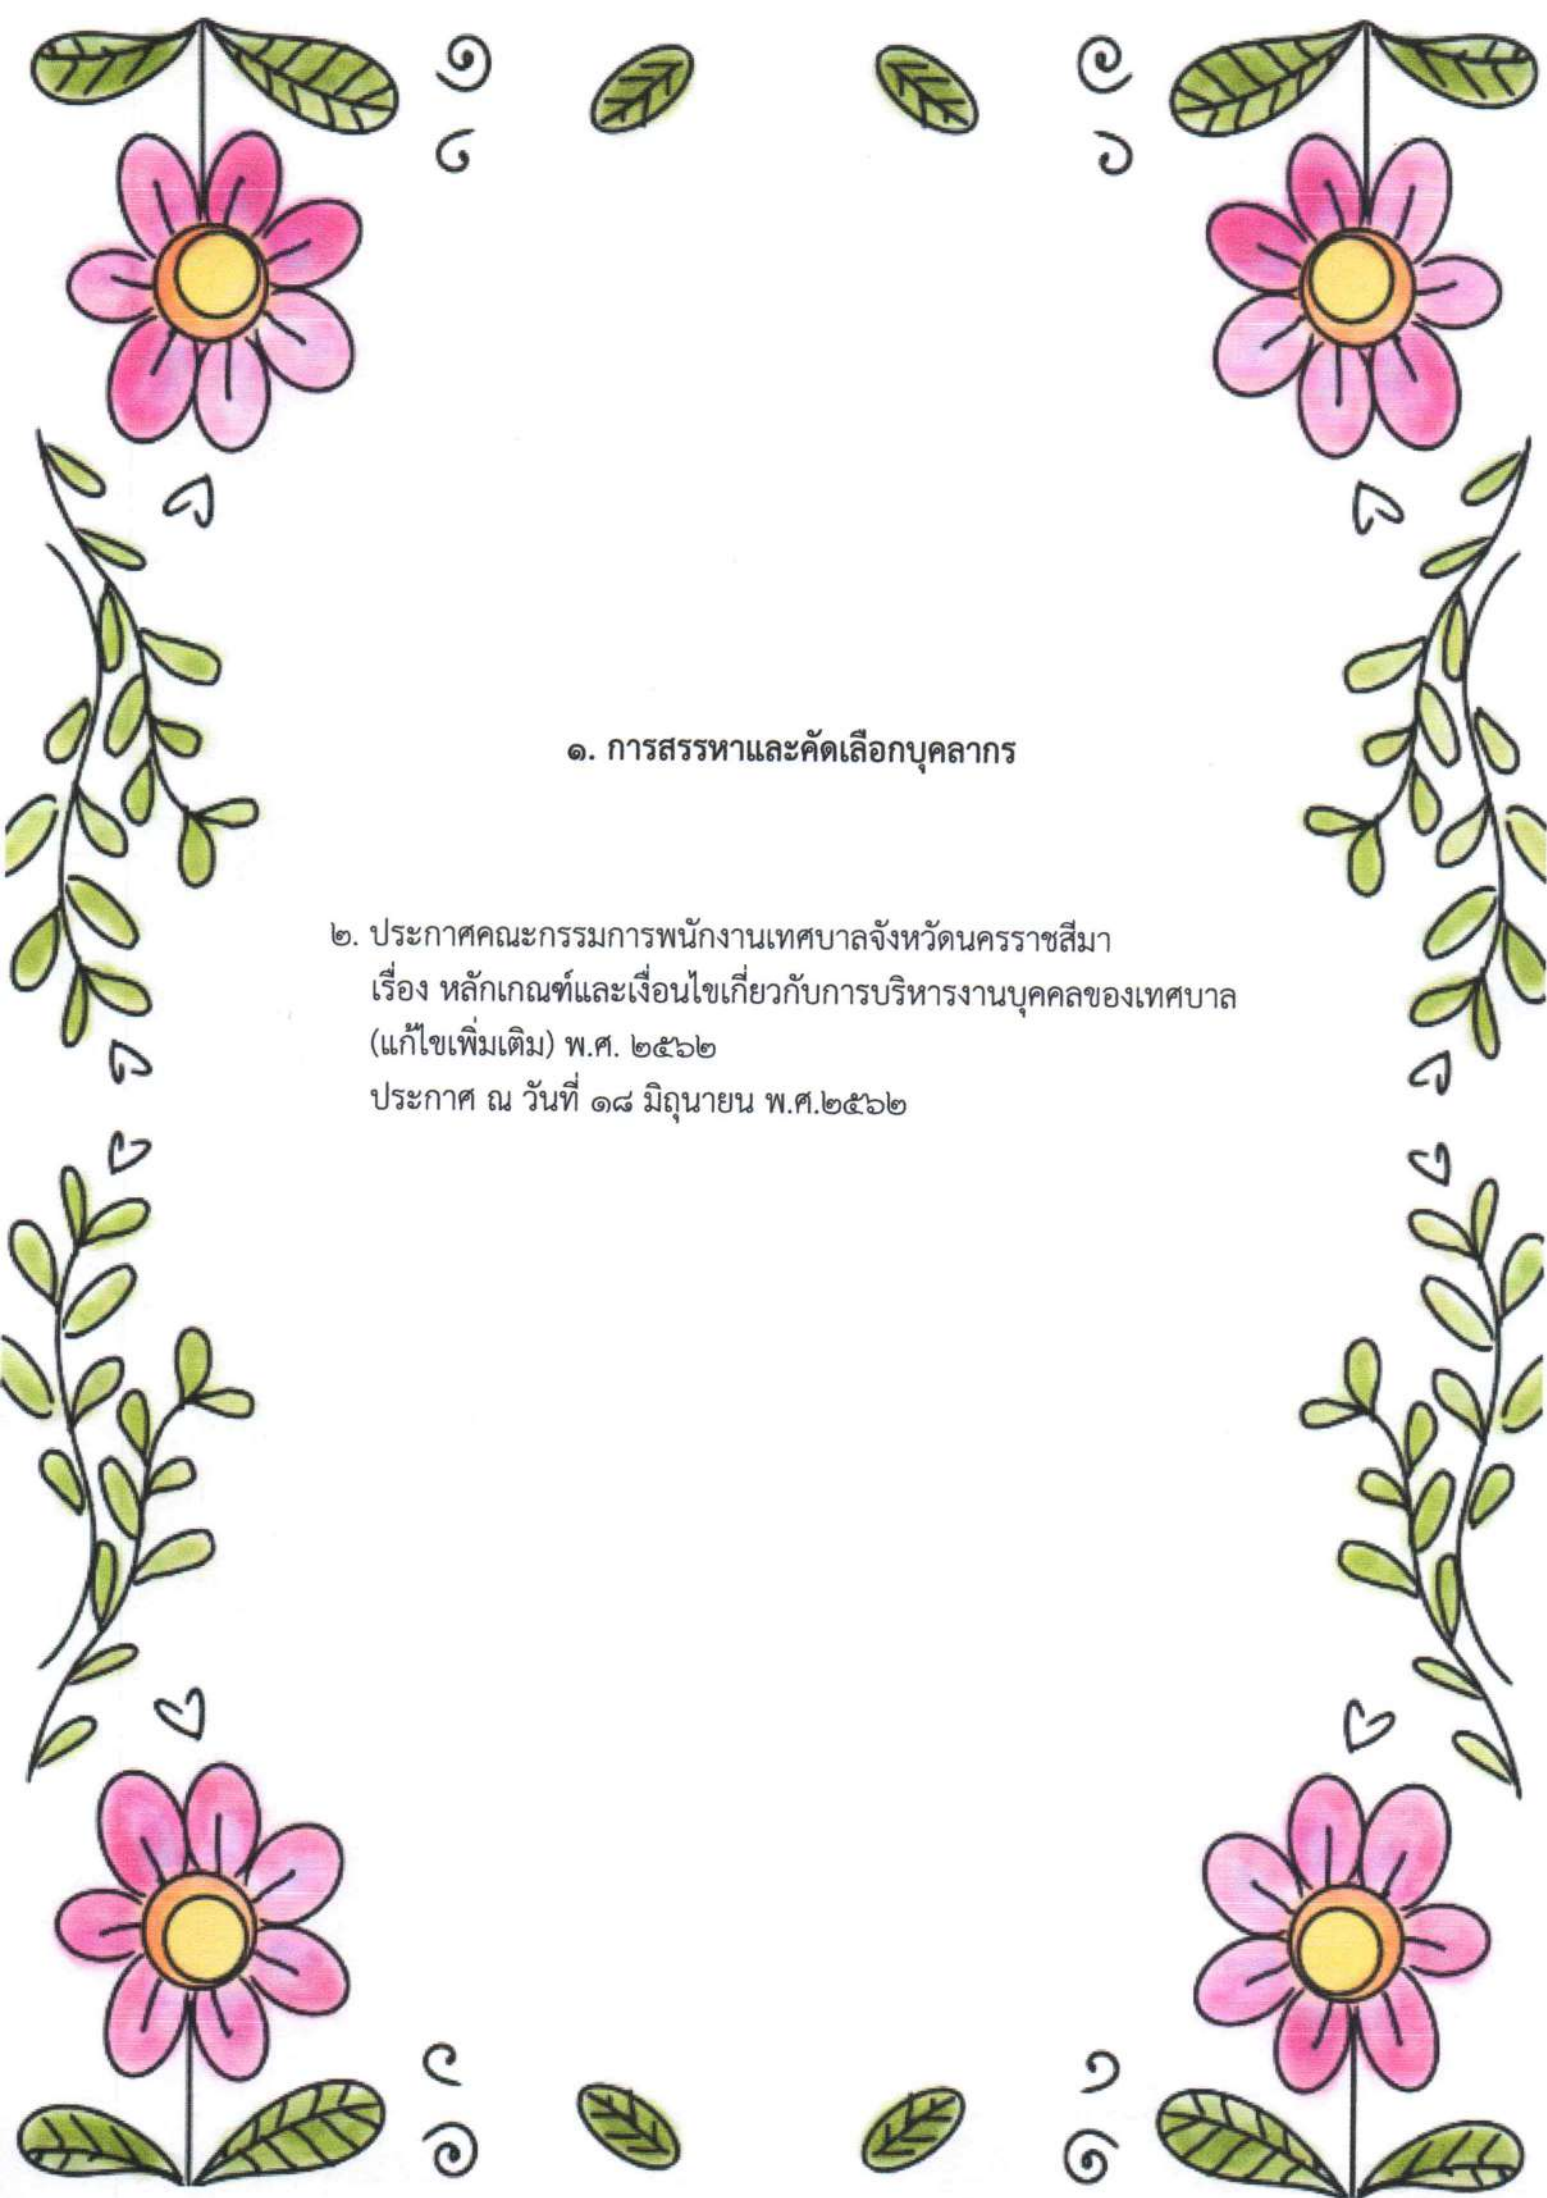 ๑. การสรรหาและคัดเลือกบุคลากร
๒. ประกาศคณะกรรมการพนักงานเทศบาลจังหวัดนครราชสีมา
เรื่อง หลักเกณฑ์และเงื่อนไขเกี่ยวกับการบริหารงานบุคคลของเทศบาล
(แก้ไขเพิ่มเติม) พ.ศ. ๒๕๖๒
ประกาศ ณ วันที่ ๑๘ มิถุนายน พ.ศ.๒๕๖๒